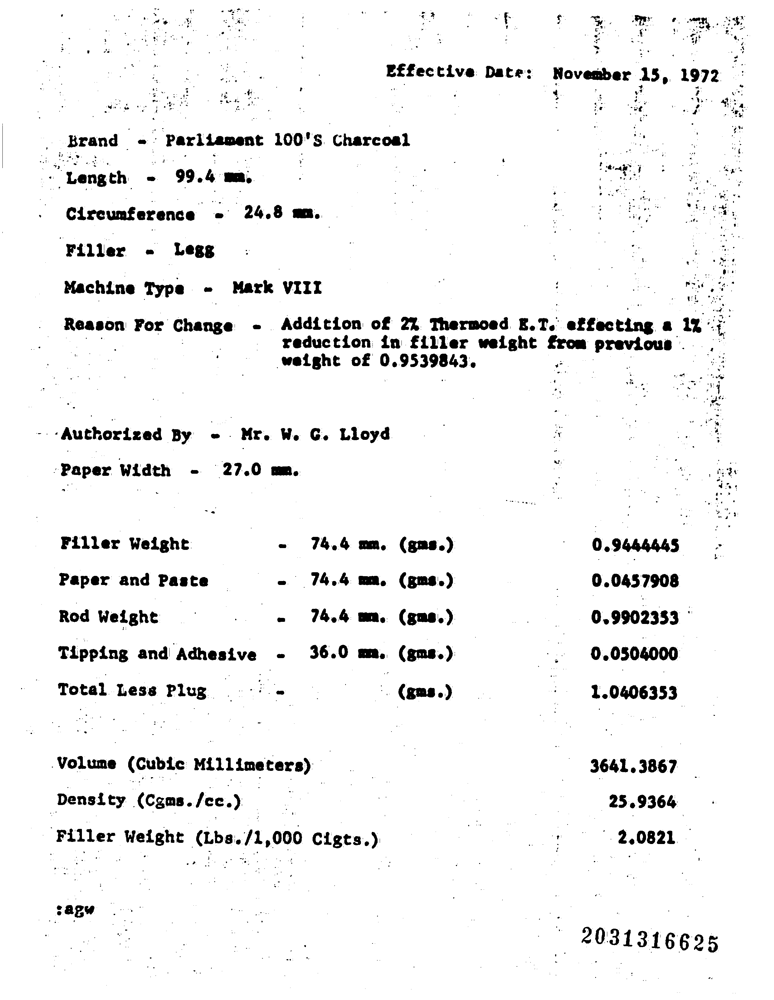 Effective Date: November 15, 1972
Brand - Parliament 100'S Charcoal
Length - 99.4 mm.
Circumference - 24.8 mm.
Filler - Legg
Machine Type - Mark VIII
Reason For Change - Addition of 2% Thermoed E.T. effecting a 1%
reduction in filler weight from previous
weight of 0.9539843.
Authorized By - Mr. W. G. Lloyd
Paper Width - 27.0 mm.
Filler Weight - 74.4 mm. (gms.) 0.9444445
Paper and Paste - 74.4 mm. (gms.) 0.0457908
Rod Weight - 74.4 mm. (gms.) 0.9902353
Tipping and Adhesive - 36.0 mm. (gms.) 0.0504000
Total Less Plug - (gms.) 1.0406353
Volume (Cubic Millimeters) 3641.3867
Density (Cgms./cc.) 25.9364
Filler Weight (Lbs./1,000 Cigts.) 2.0821
:agw
2031316625